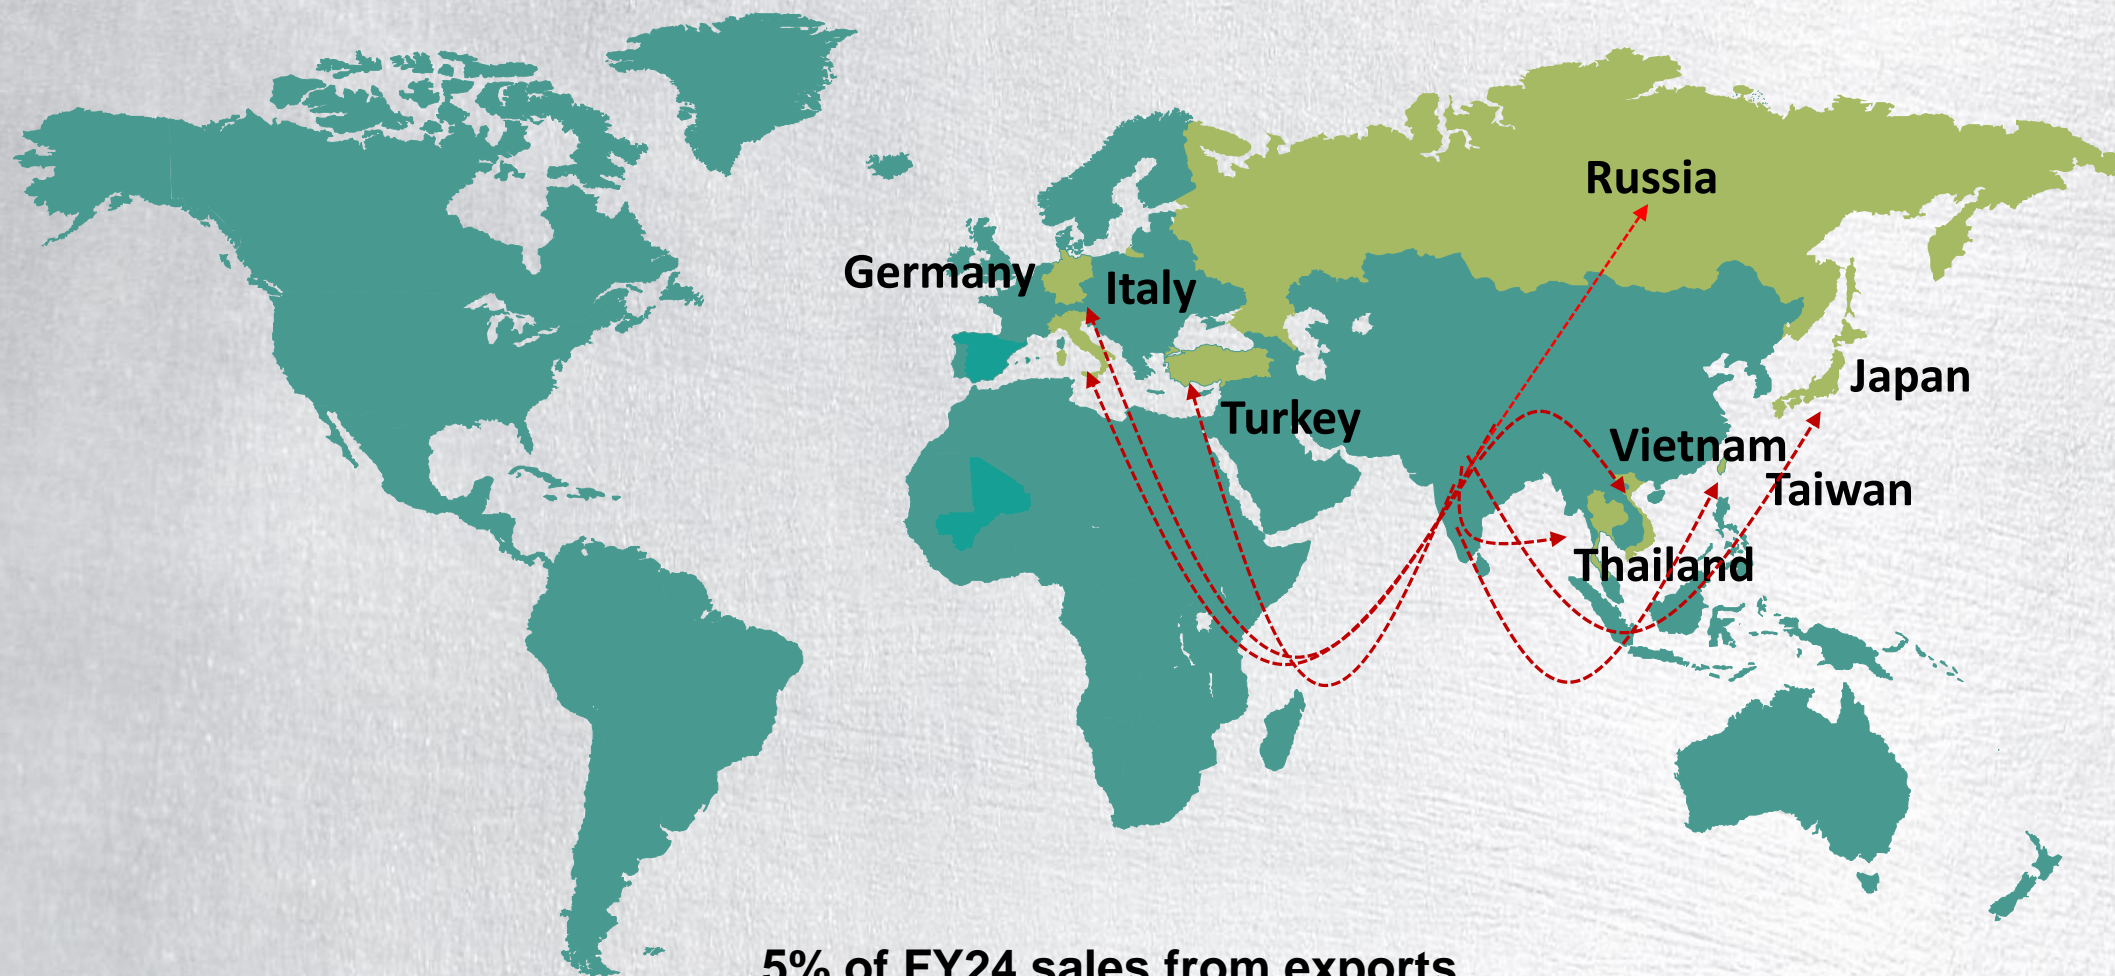 Russia
Germany
Italy
Japan
Turkey
Vietnam
Taiwan
Thailand
5% of FY24 sales from exports